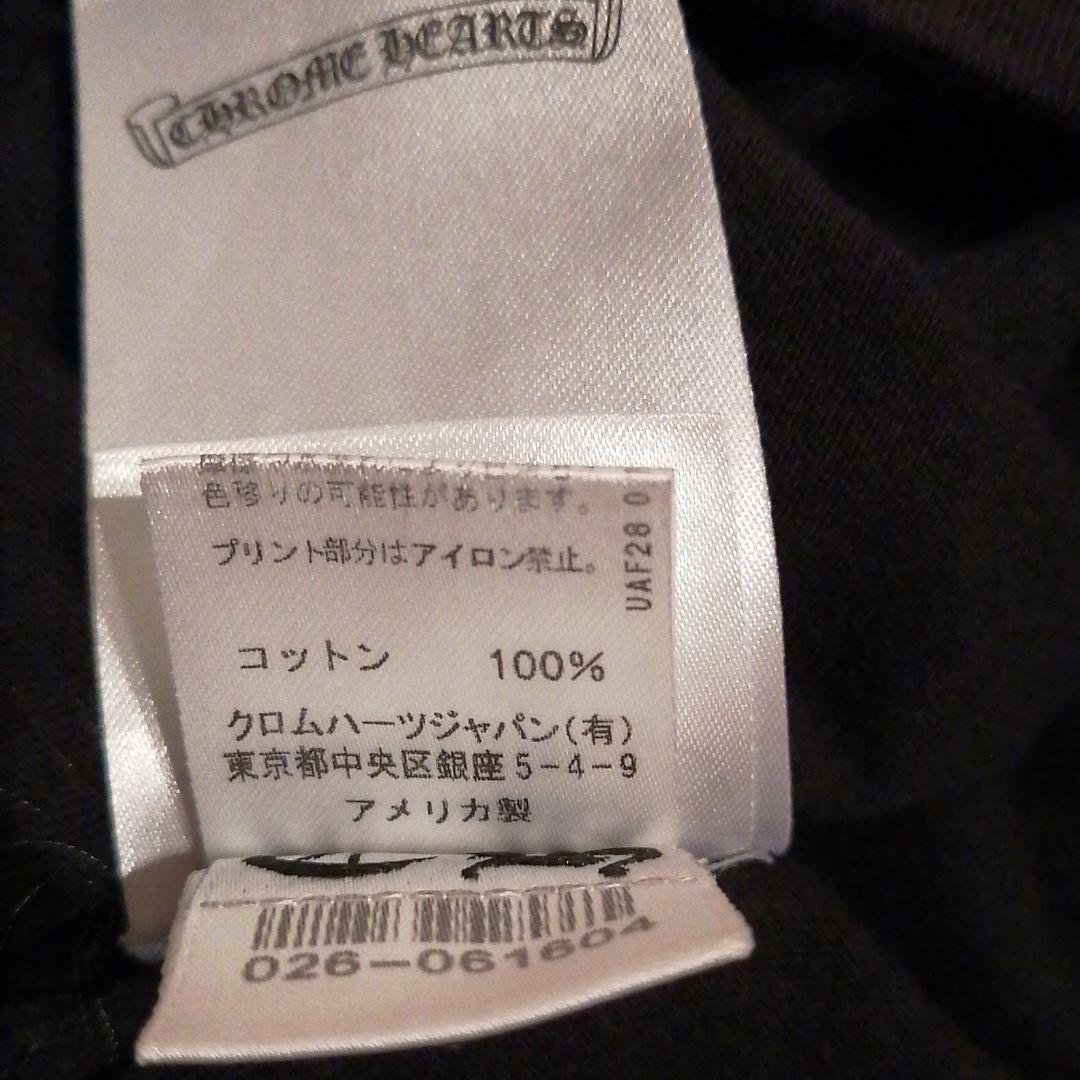 CHROME HEARTS
色移りの可能性があります。
プリント部分はアイロン禁止。
UAF28 0
コットン 100%
クロムハーツジャパン(有)
東京都中央区銀座5-4-9
アメリカ製
026-061604